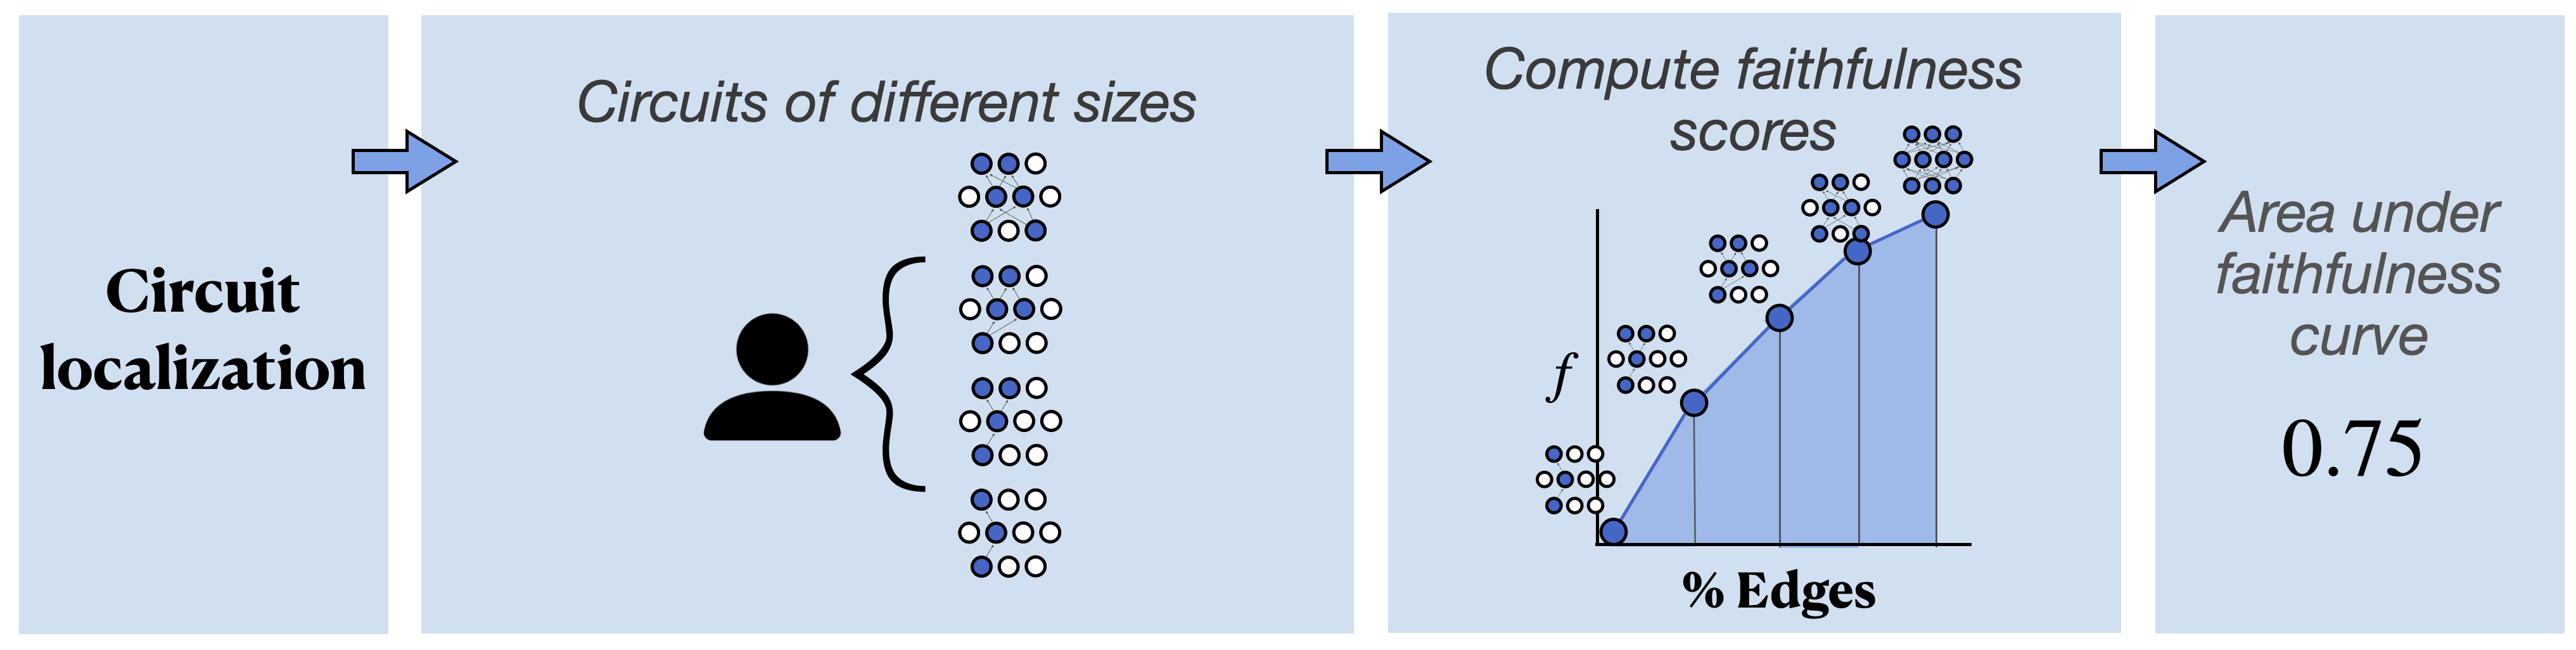 Circuit
localization
Circuits of different sizes
Compute faithfulness
scores
f
% Edges
Area under
faithfulness
curve
0.75